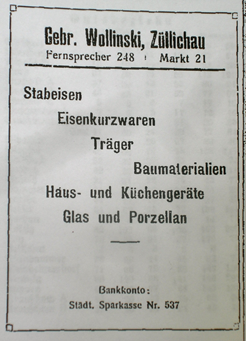 Gebr. Wollinski, Züllichau
Fernsprecher 248 Markt 21
Stabeisen
Eisenkurzwaren
Träger
Baumaterialien
Haus- und Küchengeräte
Glas und Porzellan
Bankkonto:
Städt. Sparkasse Nr. 537